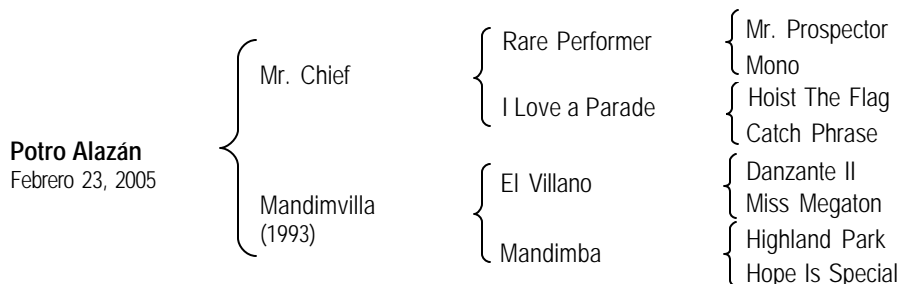 Potro Alazán
Febrero 23, 2005
Mr. Chief
Mandimvilla
(1993)
Rare Performer
I Love a Parade
El Villano
Mandimba
Mr. Prospector
Mono
Hoist The Flag
Catch Phrase
Danzante II
Miss Megaton
Highland Park
Hope Is Special